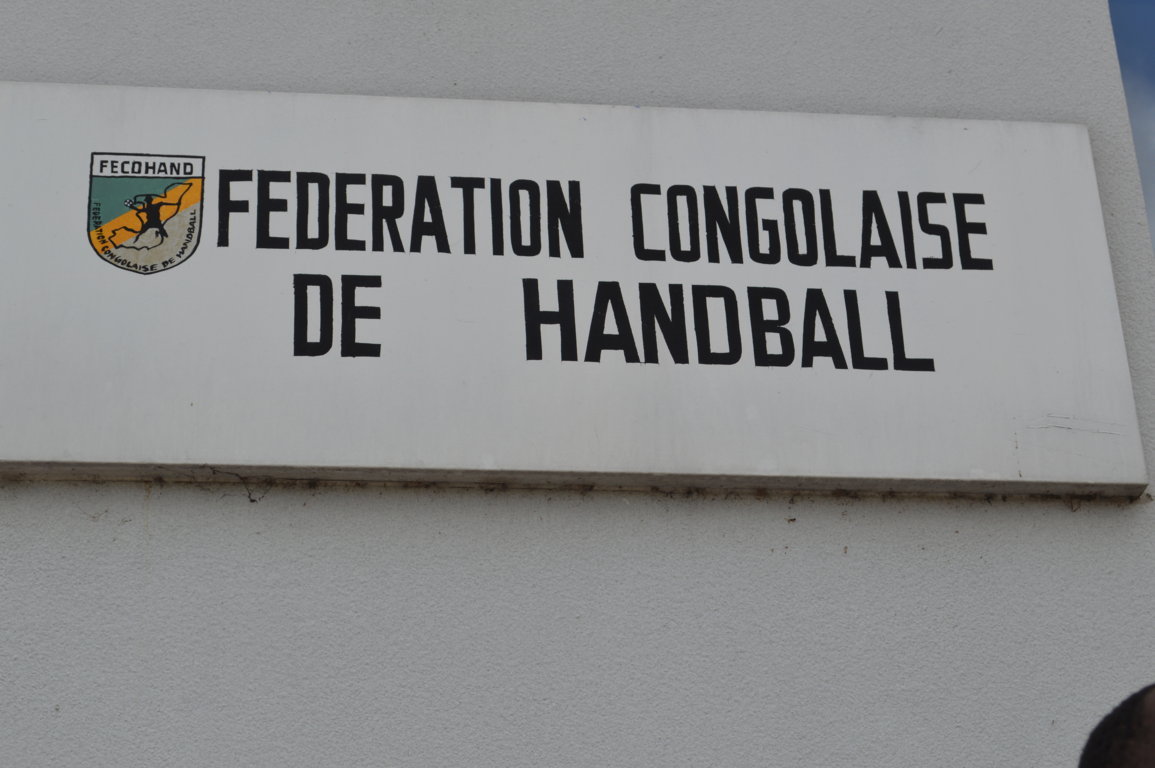 FECOHAND
FEDERATION CONGOLAISE DE HANDBALL
FEDERATION CONGOLAISE
DE HANDBALL